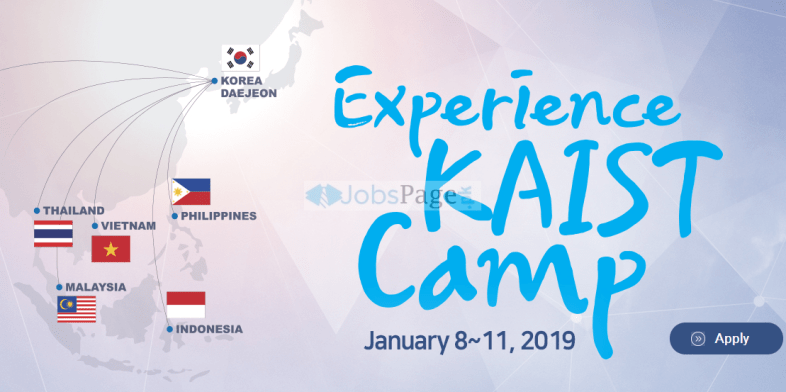 KOREA
DAEJEON
THAILAND
VIETNAM
PHILIPPINES
MALAYSIA
INDONESIA
Experience
KAIST
Camp
JobsPage
January 8~11, 2019
Apply